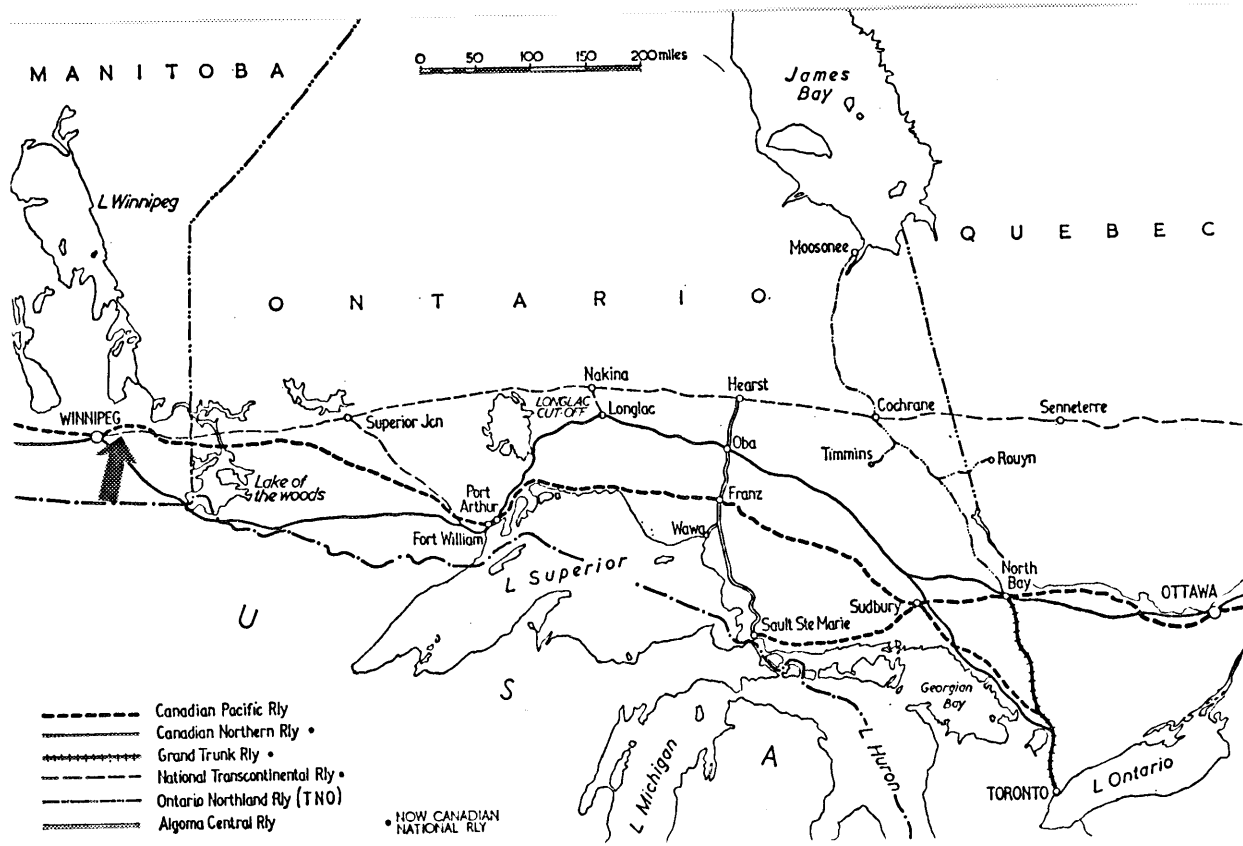 0 50 100 150 200 miles
MANITOBA
James
Bay
L Winnipeg
QUEBEC
Moosonee
ONTARIO
Nakina
Hearst
LONGLAC
CUT-OFF
Longlac
WINNIPEG
Superior Jcn
Cochrane
Senneterre
Oba
Timmins
Rouyn
Lake of
the woods
Port
Arthur
Franz
Fort William
Wawa
L Superior
North
Bay
OTTAWA
Sudbury
U
Sault Ste Marie
S
Georgian
Bay
A
L Michigan
L Huron
L Ontario
TORONTO
Canadian Pacific Rly
Canadian Northern Rly •
Grand Trunk Rly •
National Transcontinental Rly •
Ontario Northland Rly (TNO)
Algoma Central Rly
• NOW CANADIAN
NATIONAL RLY